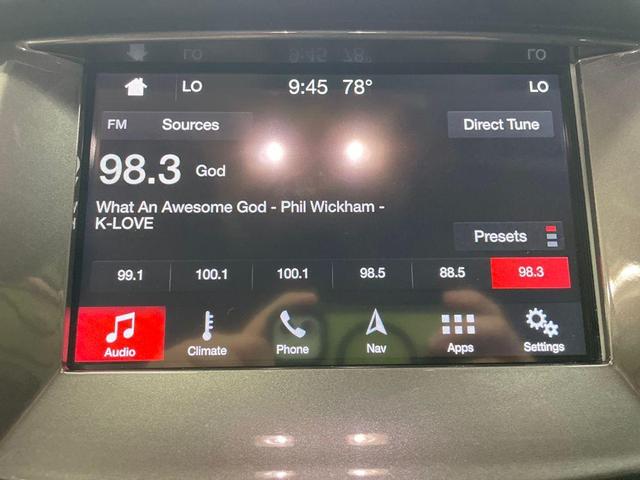 LO 9:45 78° LO
FM Sources Direct Tune
98.3 God
What An Awesome God - Phil Wickham -
K-LOVE
Presets
99.1 100.1 100.1 98.5 88.5 98.3
Audio Climate Phone Nav Apps Settings